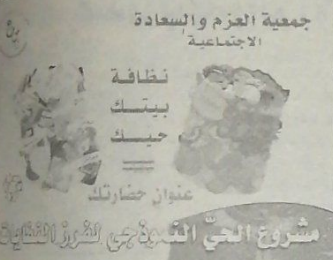 جمعية العزم والسعادة
الاجتماعية
نظافة
بيتك
حيك
عنوان حضارتك
مشروع الحيّ النموذجي لفرز النفايات